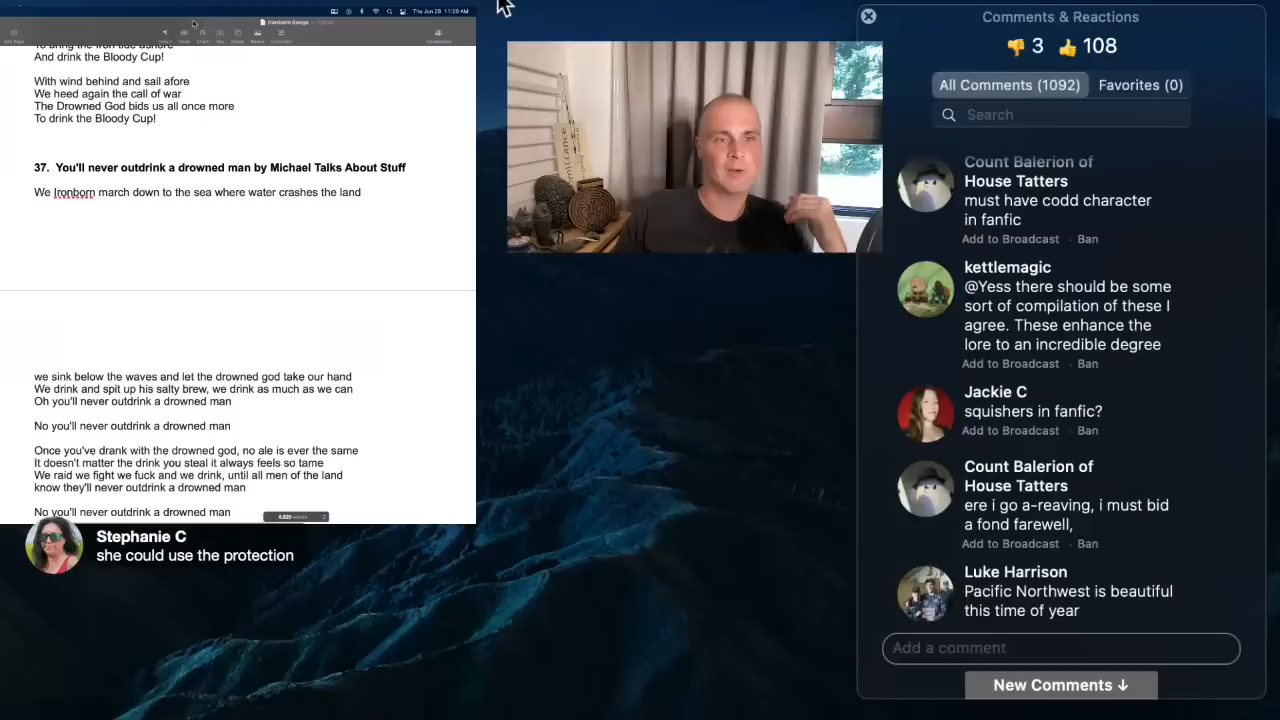 Ironborn Songs
Thu Jun 29 11:20 AM
To bring the iron tide ashore
And drink the Bloody Cup!
With wind behind and sail afore
We heed again the call of war
The Drowned God bids us all once more
To drink the Bloody Cup!
37. You'll never outdrink a drowned man by Michael Talks About Stuff
We Ironborn march down to the sea where water crashes the land
we sink below the waves and let the drowned god take our hand
We drink and spit up his salty brew, we drink as much as we can
Oh you'll never outdrink a drowned man
No you'll never outdrink a drowned man
Once you've drank with the drowned god, no ale is ever the same
It doesn't matter the drink you steal it always feels so tame
We raid we fight we fuck and we drink, until all men of the land
know they'll never outdrink a drowned man
No you'll never outdrink a drowned man
Stephanie C
she could use the protection
Comments & Reactions
3 108
All Comments (1092) Favorites (0)
Search
Count Balerion of
House Tatters
must have codd character
in fanfic
Add to Broadcast · Ban
kettlemagic
@Yess there should be some
sort of compilation of these I
agree. These enhance the
lore to an incredible degree
Add to Broadcast · Ban
Jackie C
squishers in fanfic?
Add to Broadcast · Ban
Count Balerion of
House Tatters
ere i go a-reaving, i must bid
a fond farewell,
Add to Broadcast · Ban
Luke Harrison
Pacific Northwest is beautiful
this time of year
Add a comment
New Comments ↓